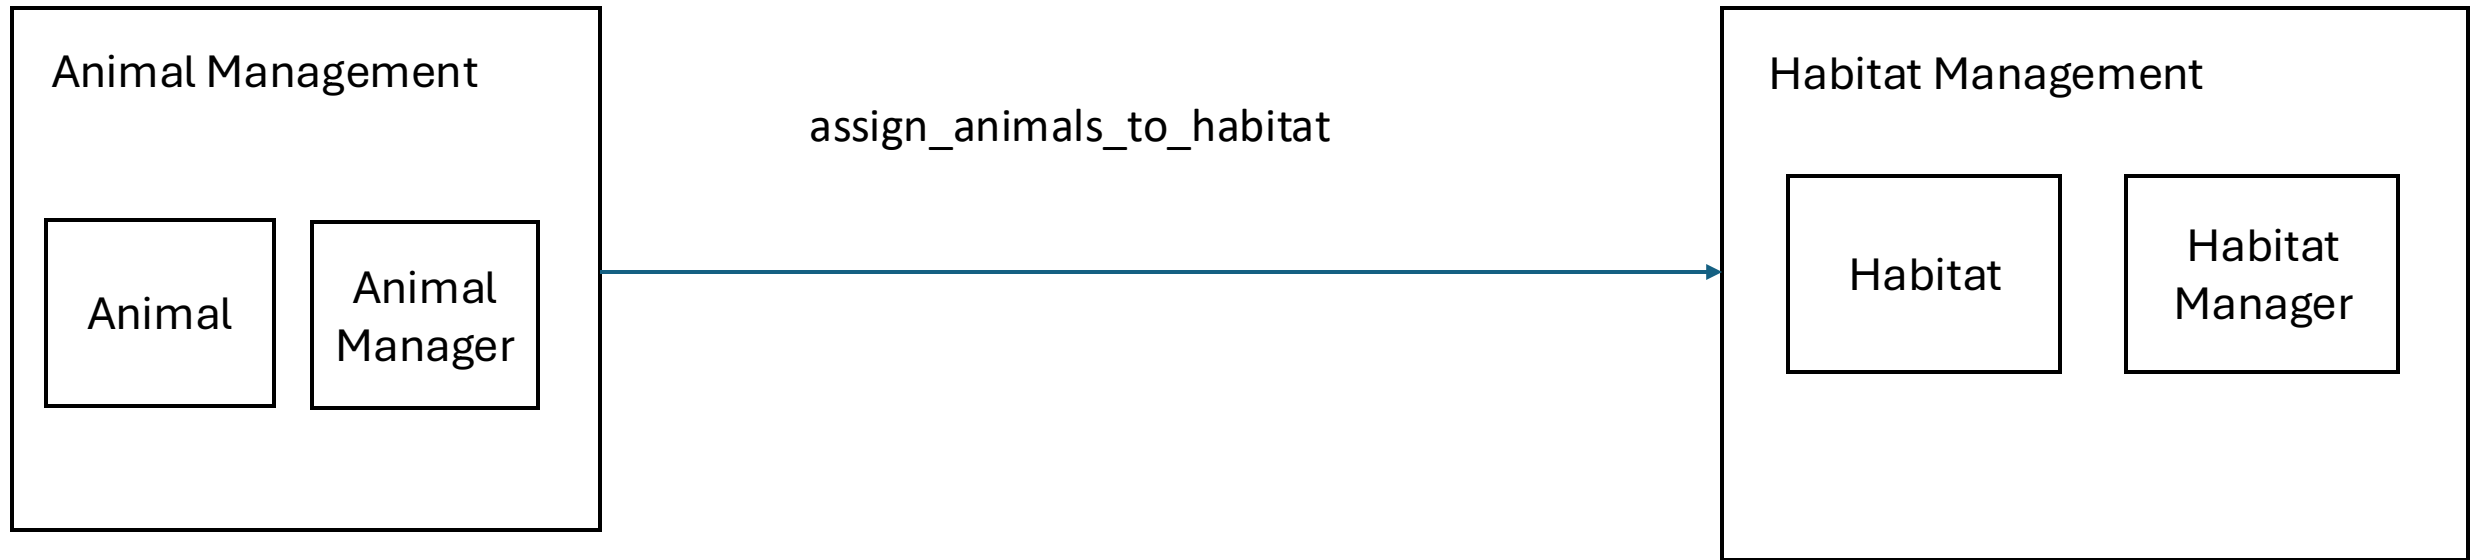 Animal Management
Animal
Animal
Manager
assign_animals_to_habitat
Habitat Management
Habitat
Habitat
Manager